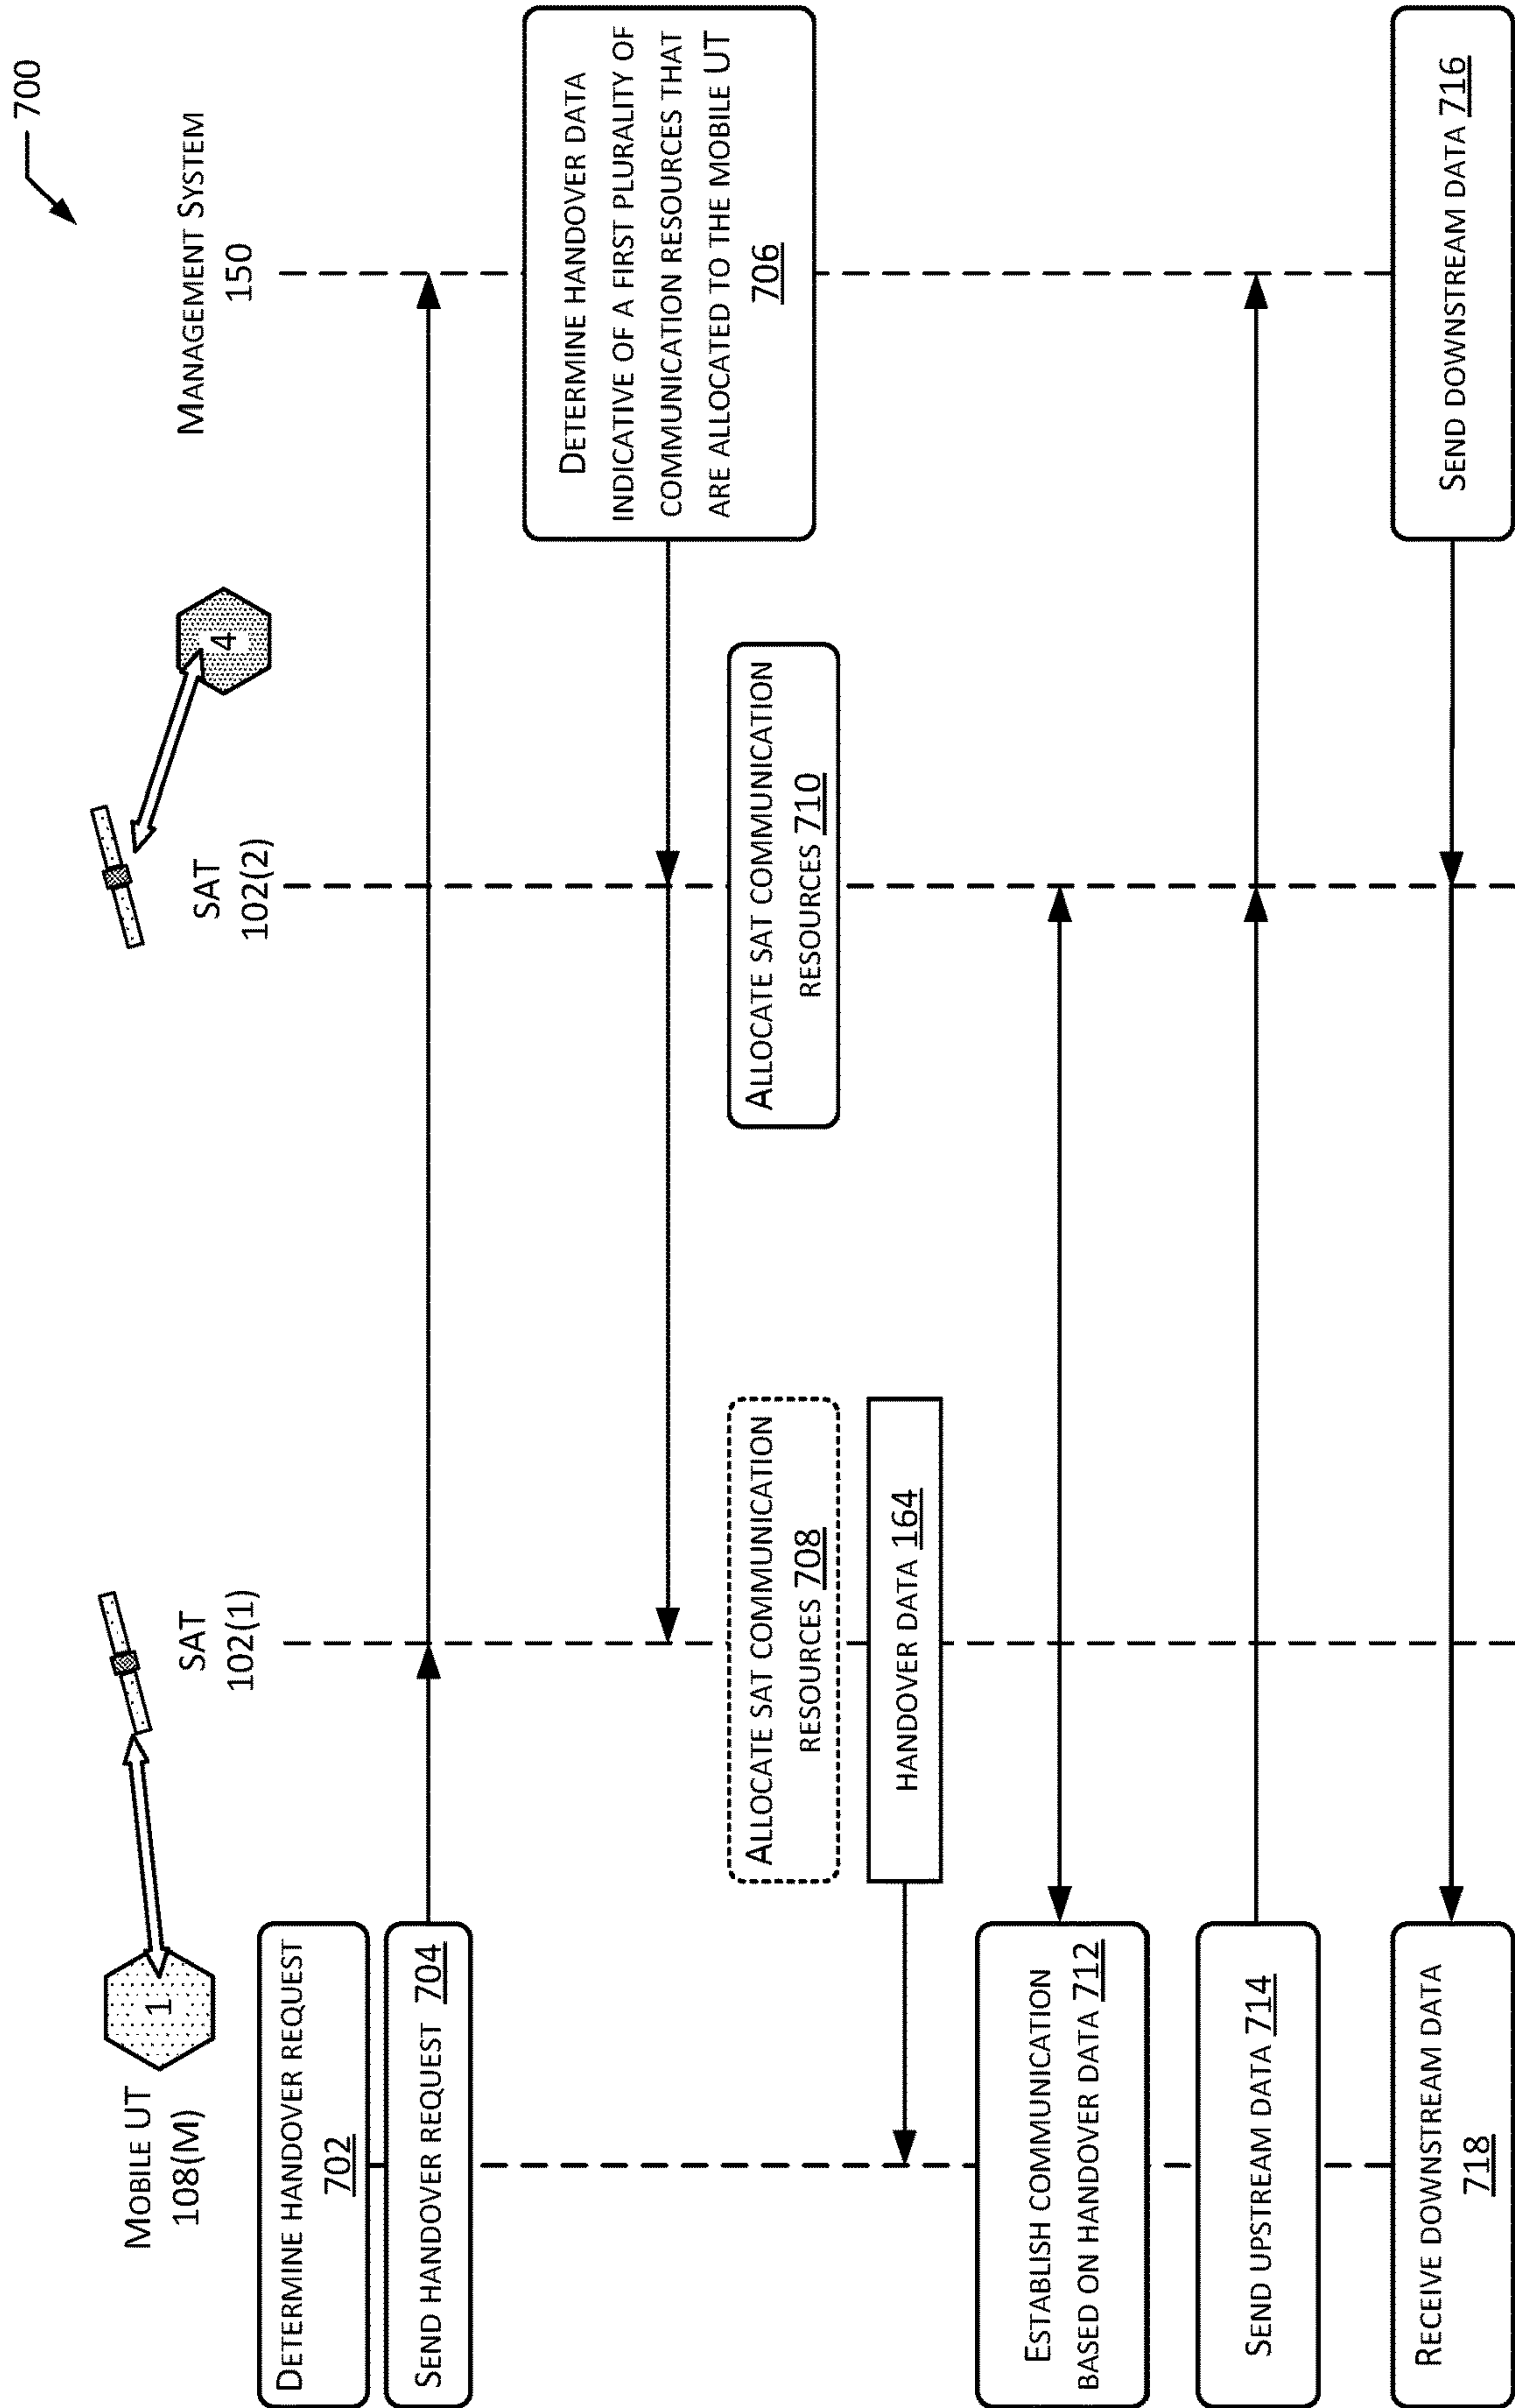 700
MOBILE UT
108(M)
1
SAT
102(1)
SAT
102(2)
4
MANAGEMENT SYSTEM
150
DETERMINE HANDOVER REQUEST
702
SEND HANDOVER REQUEST 704
DETERMINE HANDOVER DATA
INDICATIVE OF A FIRST PLURALITY OF
COMMUNICATION RESOURCES THAT
ARE ALLOCATED TO THE MOBILE UT
706
ALLOCATE SAT COMMUNICATION
RESOURCES 708
ALLOCATE SAT COMMUNICATION
RESOURCES 710
HANDOVER DATA 164
ESTABLISH COMMUNICATION
BASED ON HANDOVER DATA 712
SEND UPSTREAM DATA 714
SEND DOWNSTREAM DATA 716
RECEIVE DOWNSTREAM DATA
718